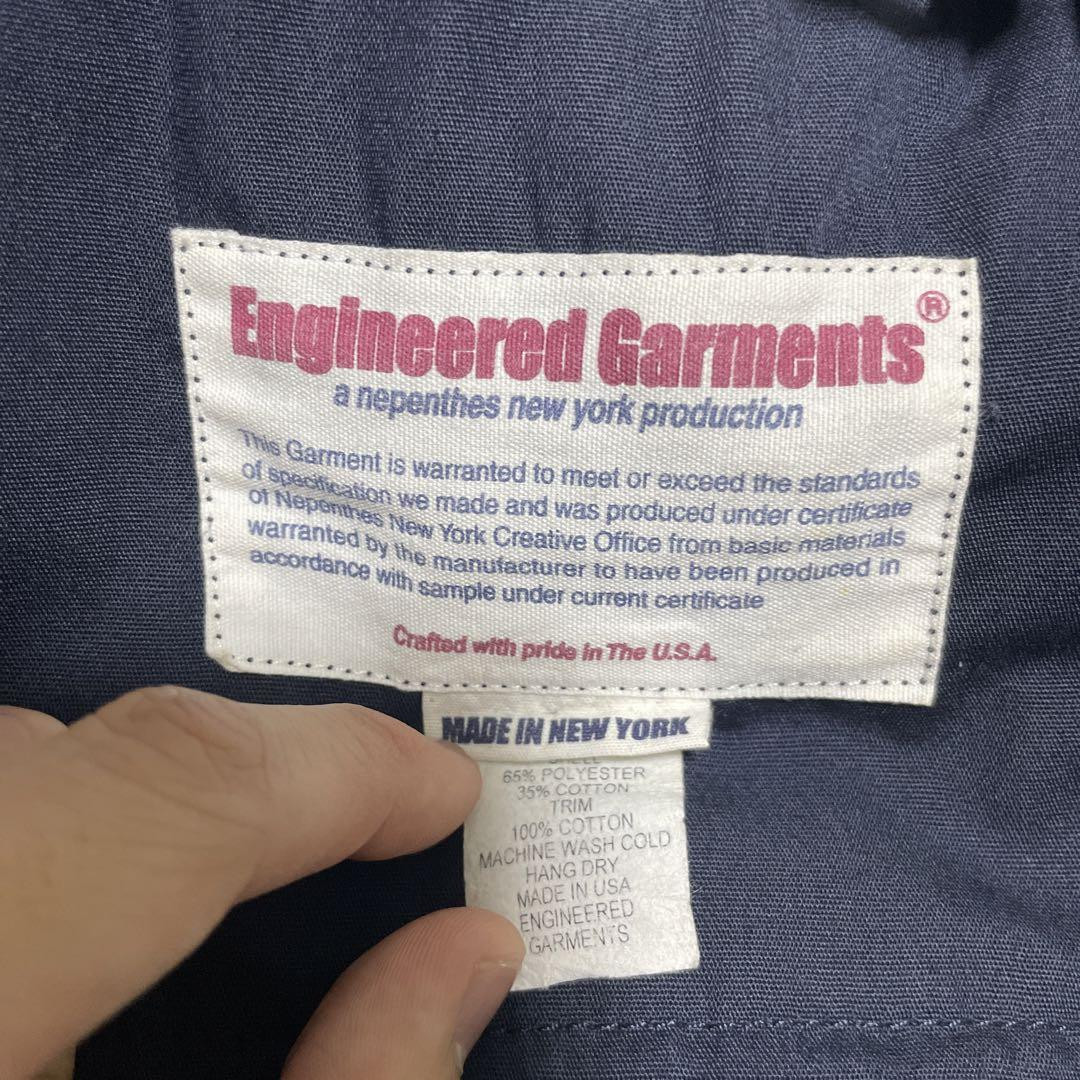 Engineered Garments®
a nepenthes new york production
This Garment is warranted to meet or exceed the standards
of specification we made and was produced under certificate
of Nepenthes New York Creative Office from basic materials
warranted by the manufacturer to have been produced in
accordance with sample under current certificate
Crafted with pride in The U.S.A.
MADE IN NEW YORK
SHELL
65% POLYESTER
35% COTTON
TRIM
100% COTTON
MACHINE WASH COLD
HANG DRY
MADE IN USA
ENGINEERED
GARMENTS